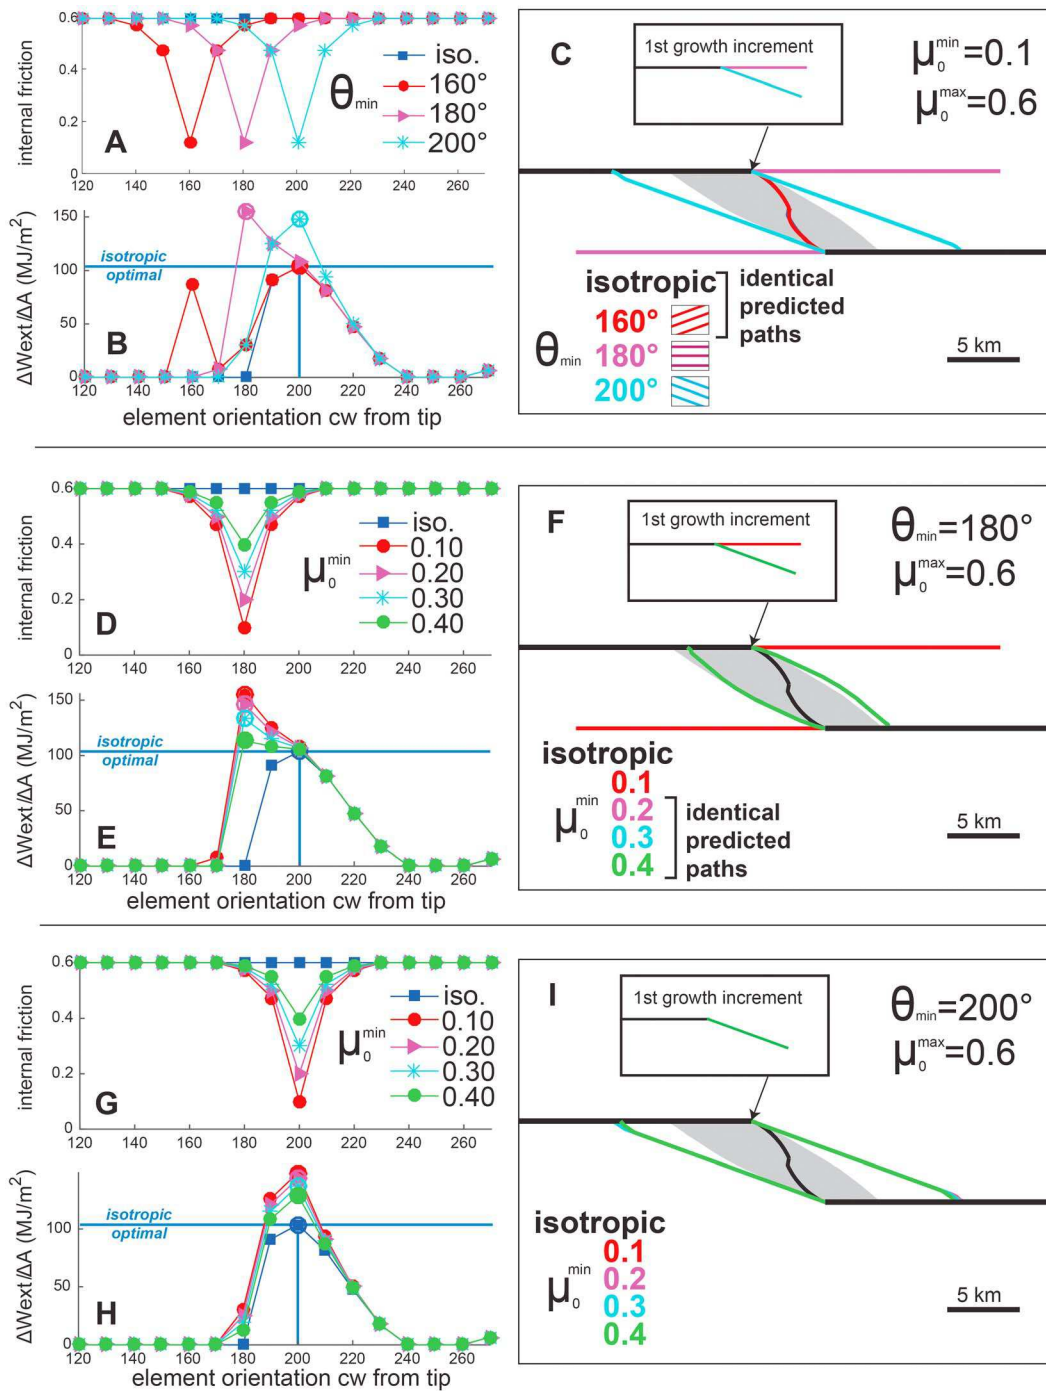 0.6
0.4
0.2
0
internal friction
A
θmin
iso.
160°
180°
200°
120 140 160 180 200 220 240 260
150
100
50
0
ΔWext/ΔA (MJ/m²)
isotropic
optimal
B
120 140 160 180 200 220 240 260
element orientation cw from tip
C
1st growth increment
μ₀ᵐⁱⁿ=0.1
μ₀ᵐᵃˣ=0.6
isotropic
160°
θmin 180°
200°
identical
predicted
paths
5 km
0.6
0.4
0.2
0
internal friction
D
μ₀ᵐⁱⁿ
iso.
0.10
0.20
0.30
0.40
120 140 160 180 200 220 240 260
150
100
50
0
ΔWext/ΔA (MJ/m²)
isotropic
optimal
E
120 140 160 180 200 220 240 260
element orientation cw from tip
F
1st growth increment
θmin=180°
μ₀ᵐᵃˣ=0.6
isotropic
0.1
μ₀ᵐⁱⁿ 0.2
0.3
0.4
identical
predicted
paths
5 km
0.6
0.4
0.2
0
internal friction
G
μ₀ᵐⁱⁿ
iso.
0.10
0.20
0.30
0.40
120 140 160 180 200 220 240 260
100
50
0
ΔWext/ΔA (MJ/m²)
isotropic
optimal
H
120 140 160 180 200 220 240 260
element orientation cw from tip
I
1st growth increment
θmin=200°
μ₀ᵐᵃˣ=0.6
isotropic
0.1
μ₀ᵐⁱⁿ 0.2
0.3
0.4
5 km